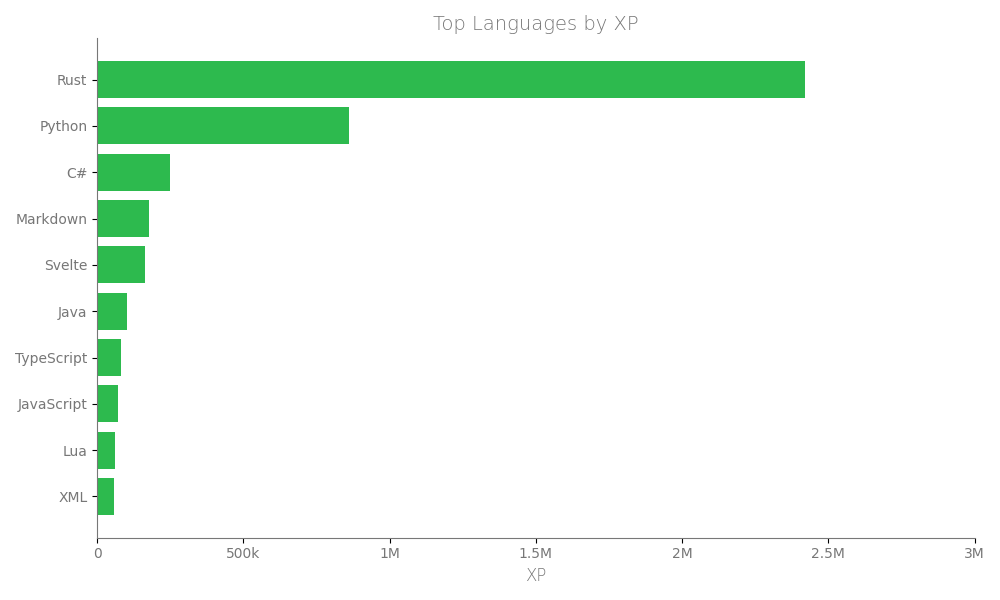 Top Languages by XP
Rust
Python
C#
Markdown
Svelte
Java
TypeScript
JavaScript
Lua
XML
0 500k 1M 1.5M 2M 2.5M 3M
XP